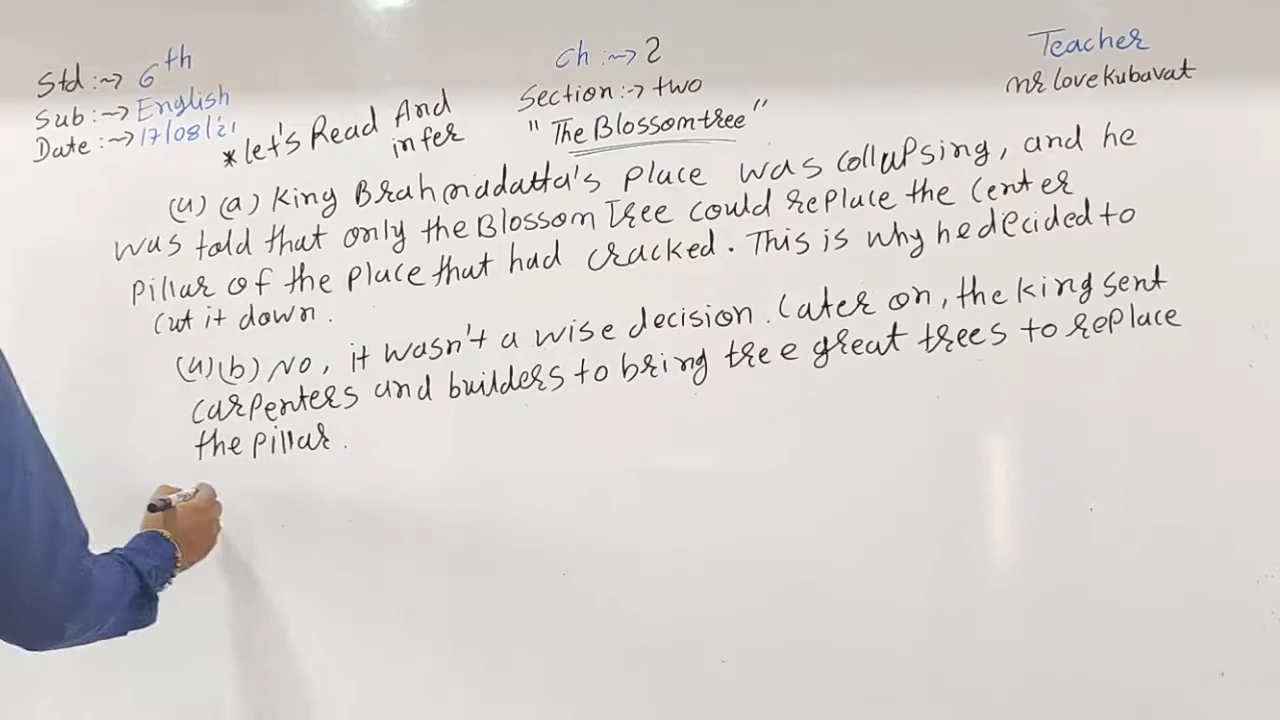 Std :~> 6th
Sub :~> English
Date :~> 17/08/21
*let's Read And
infer
Ch :~> 2
Section :-> two
"The Blossom tree"
Teacher
mr love kubavat
(4) (a) King Brahmadatta's place was collapsing, and he
was told that only the Blossom Tree could replace the center
pillar of the place that had cracked. This is why he decided to
cut it down.
(4) (b) No, it wasn't a wise decision. Later on, the king sent
carpenters and builders to bring tree great trees to replace
the pillar.